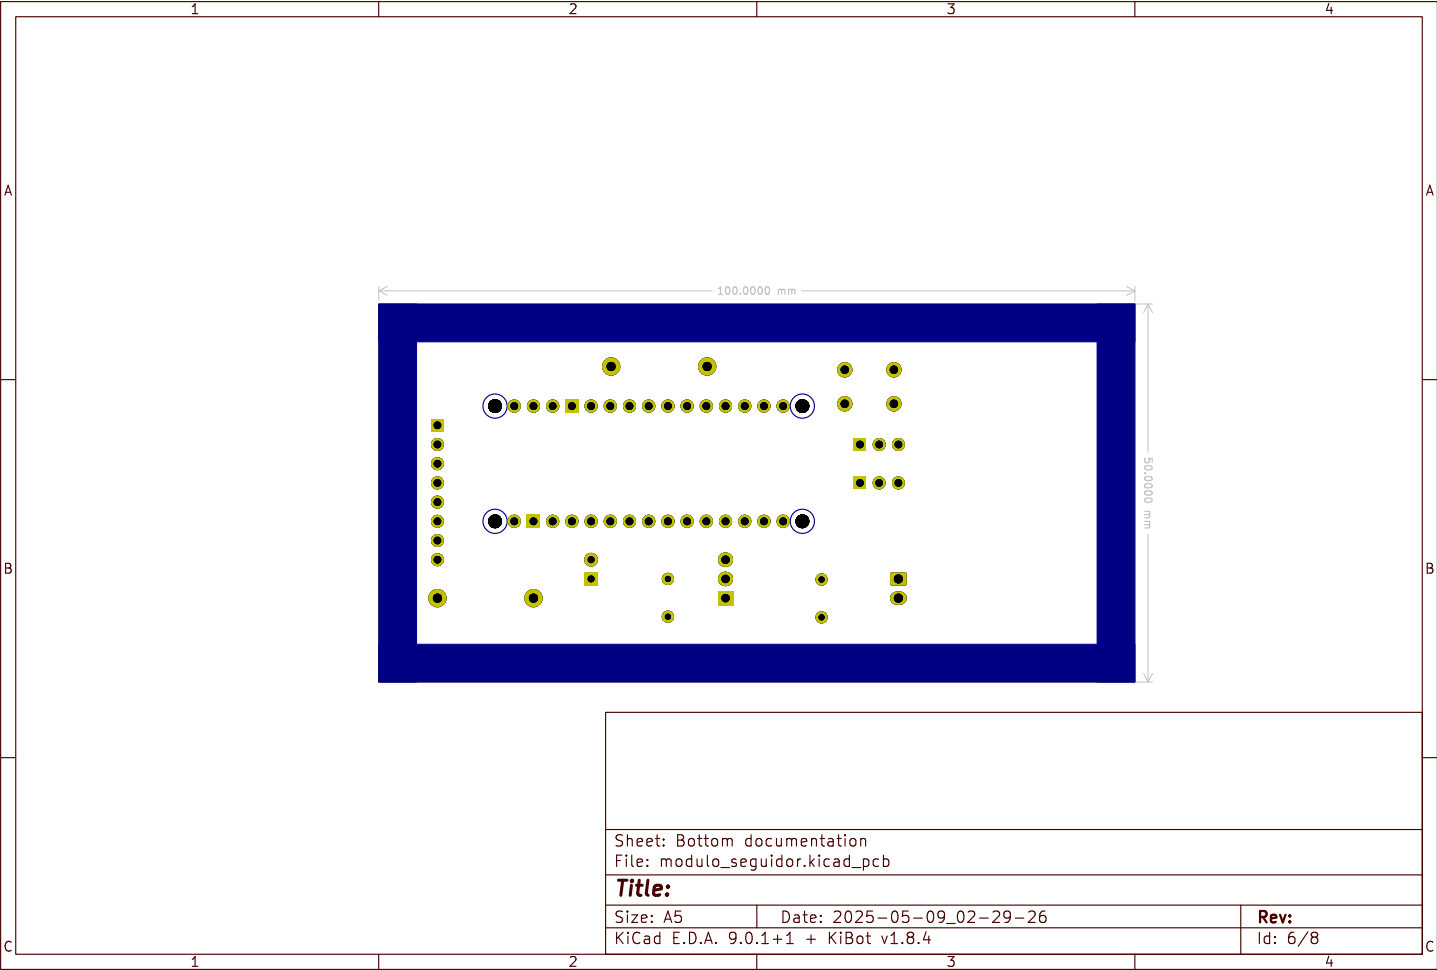 1 2 3 4
A A
100.0000 mm
50.0000 mm
B B
Sheet: Bottom documentation
File: modulo_seguidor.kicad_pcb
Title:
Size: A5 Date: 2025-05-09_02-29-26 Rev:
KiCad E.D.A. 9.0.1+1 + KiBot v1.8.4 Id: 6/8
C C
1 2 3 4